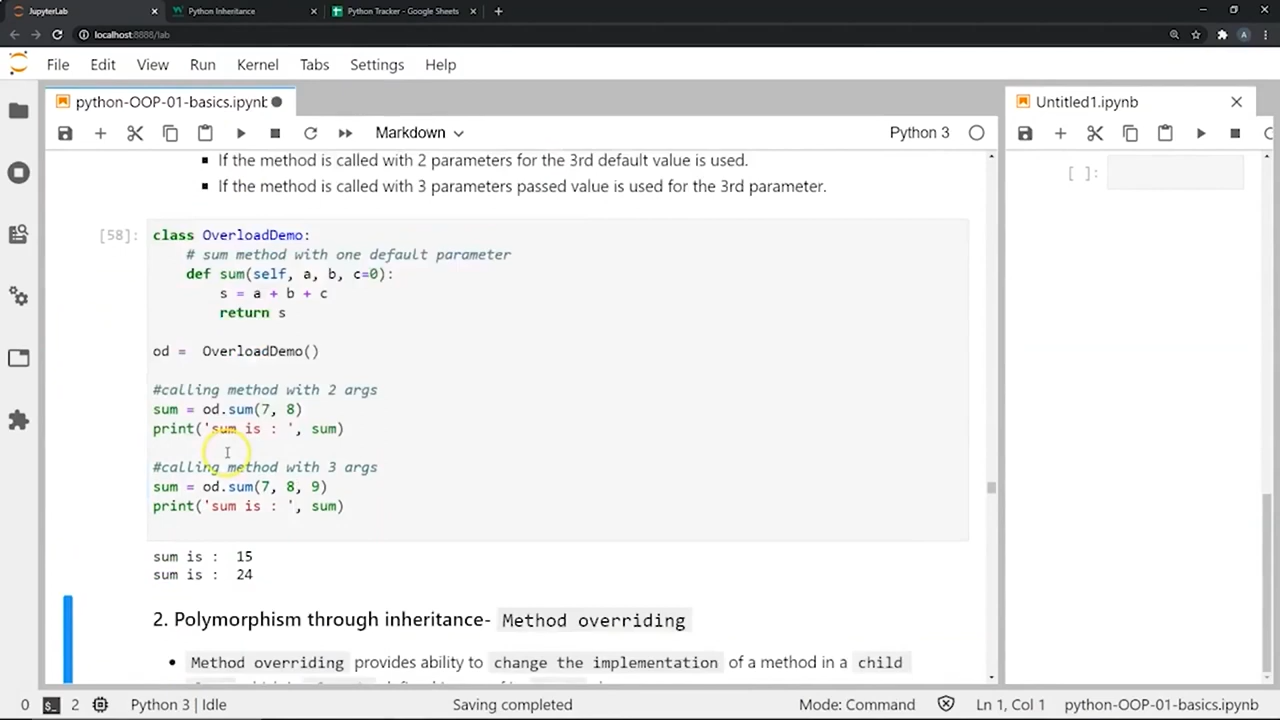 JupyterLab
Python Inheritance
Python Tracker - Google Sheets
localhost:8888/lab
A
File Edit View Run Kernel Tabs Settings Help
python-OOP-01-basics.ipynb
Untitled1.ipynb
Markdown
Python 3
If the method is called with 2 parameters for the 3rd default value is used.
If the method is called with 3 parameters passed value is used for the 3rd parameter.
[ ]:
[58]:
class OverloadDemo:
# sum method with one default parameter
def sum(self, a, b, c=0):
s = a + b + c
return s
od = OverloadDemo()
#calling method with 2 args
sum = od.sum(7, 8)
print('sum is : ', sum)
#calling method with 3 args
sum = od.sum(7, 8, 9)
print('sum is : ', sum)
sum is : 15
sum is : 24
2. Polymorphism through inheritance- Method overriding
Method overriding provides ability to change the implementation of a method in a child
0
2
Python 3 | Idle
Saving completed
Mode: Command
Ln 1, Col 1
python-OOP-01-basics.ipynb